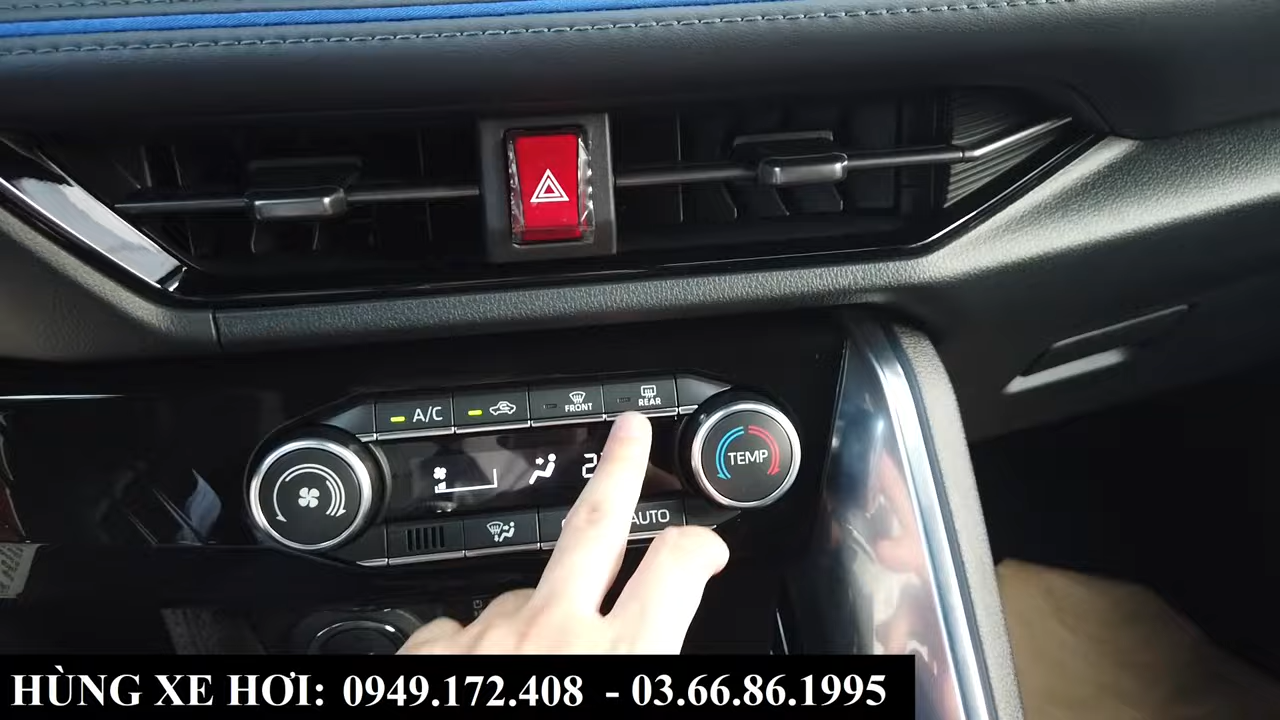 A/C
FRONT
REAR
TEMP
AUTO
HÙNG XE HƠI: 0949.172.408 - 03.66.86.1995